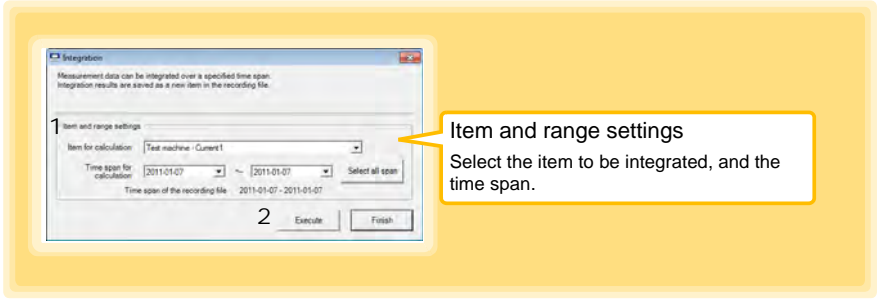 Integration
Measurement data can be integrated over a specified time span.
Integration results are saved as a new item in the recording file.
1
Item and range settings
Item for calculation Test machine - Current1
Time span for
calculation 2011-01-07 ~ 2011-01-07 Select all span
Time span of the recording file 2011-01-07 - 2011-01-07
2 Execute Finish
Item and range settings
Select the item to be integrated, and the
time span.